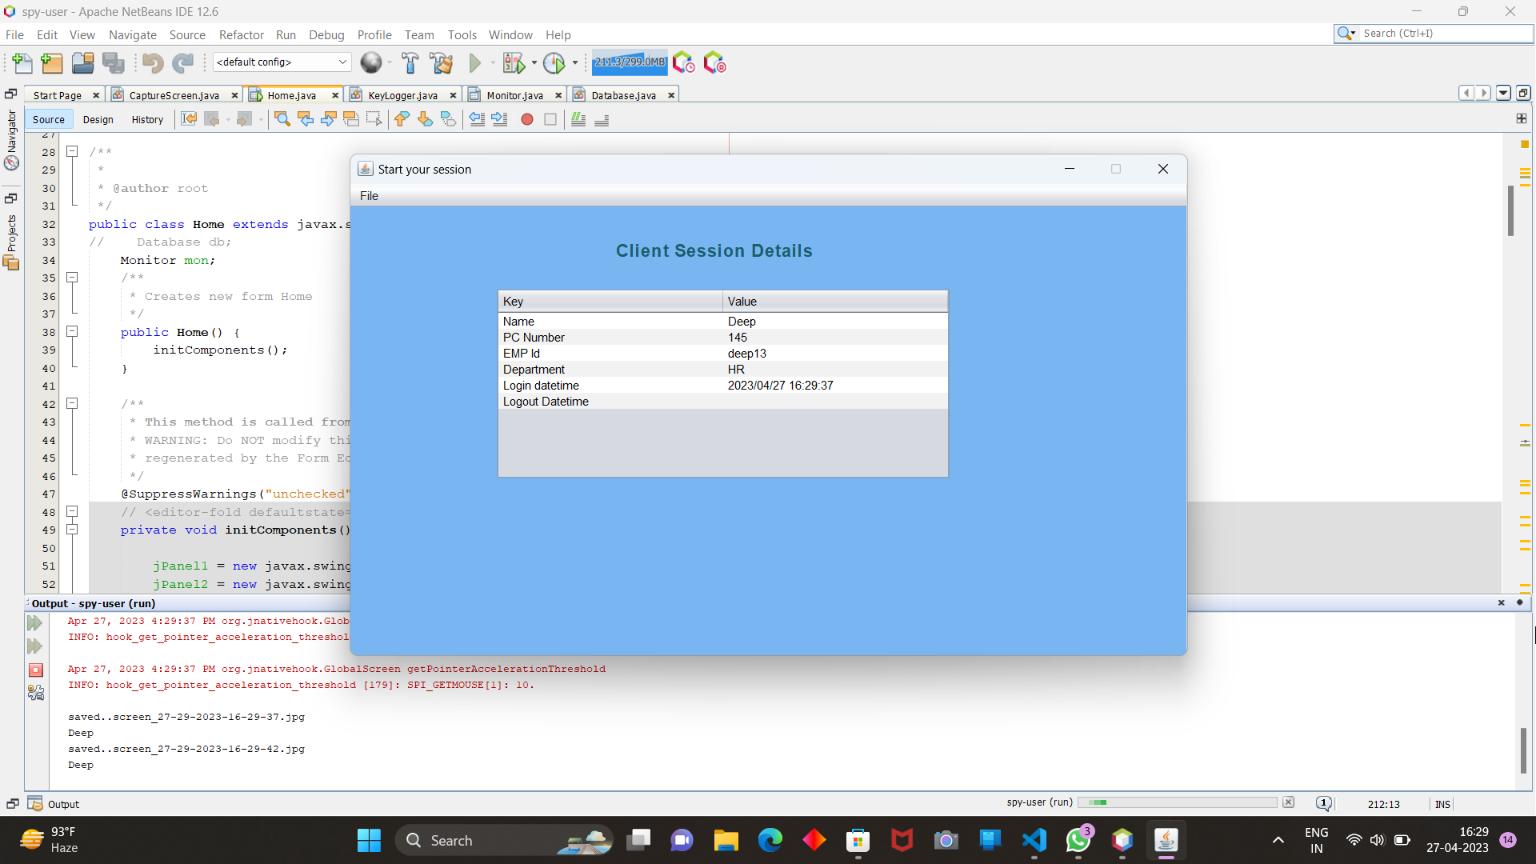 spy-user - Apache NetBeans IDE 12.6
File Edit View Navigate Source Refactor Run Debug Profile Team Tools Window Help
Search (Ctrl+I)
<default config>
211.3/299.0MB
Start Page CaptureScreen.java Home.java KeyLogger.java Monitor.java Database.java
Source Design History
Navigator
Projects
27
28 /**
29 *
30 * @author root
31 */
32 public class Home extends javax.s
33 // Database db;
34 Monitor mon;
35 /**
36 * Creates new form Home
37 */
38 public Home() {
39 initComponents();
40 }
41
42 /**
43 * This method is called from
44 * WARNING: Do NOT modify thi
45 * regenerated by the Form Ed
46 */
47 @SuppressWarnings("unchecked"
48 // <editor-fold defaultstate=
49 private void initComponents()
50
51 jPanel1 = new javax.swing
52 jPanel2 = new javax.swing
Start your session
File
Client Session Details
Key Value
Name Deep
PC Number 145
EMP Id deep13
Department HR
Login datetime 2023/04/27 16:29:37
Logout Datetime
Output - spy-user (run)
Apr 27, 2023 4:29:37 PM org.jnativehook.Glob
INFO: hook_get_pointer_acceleration_threshol
Apr 27, 2023 4:29:37 PM org.jnativehook.GlobalScreen getPointerAccelerationThreshold
INFO: hook_get_pointer_acceleration_threshold [179]: SPI_GETMOUSE[1]: 10.
saved..screen_27-29-2023-16-29-37.jpg
Deep
saved..screen_27-29-2023-16-29-42.jpg
Deep
Output
spy-user (run)
1
212:13
INS
93°F
Haze
Search
3
ENG
IN
16:29
27-04-2023
14